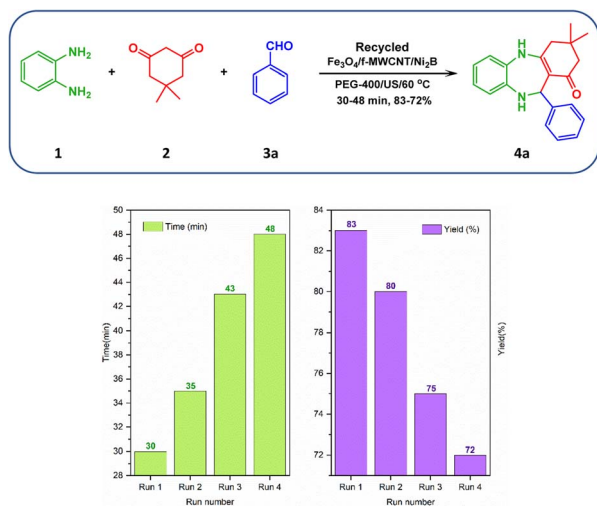 NH₂
NH₂
1
+
O
O
2
+
CHO
3a
Recycled
Fe₃O₄/f-MWCNT/Ni₂B
PEG-400/US/60 °C
30-48 min, 83-72%
H
N
N
H
O
4a
Time (min)
50
48
46
44
42
40
38
36
34
32
30
28
30
35
43
48
Run 1
Run 2
Run 3
Run 4
Time(min)
Run number
Yield (%)
84
82
80
78
76
74
72
83
80
75
72
Run 1
Run 2
Run 3
Run 4
Yield(%)
Run number